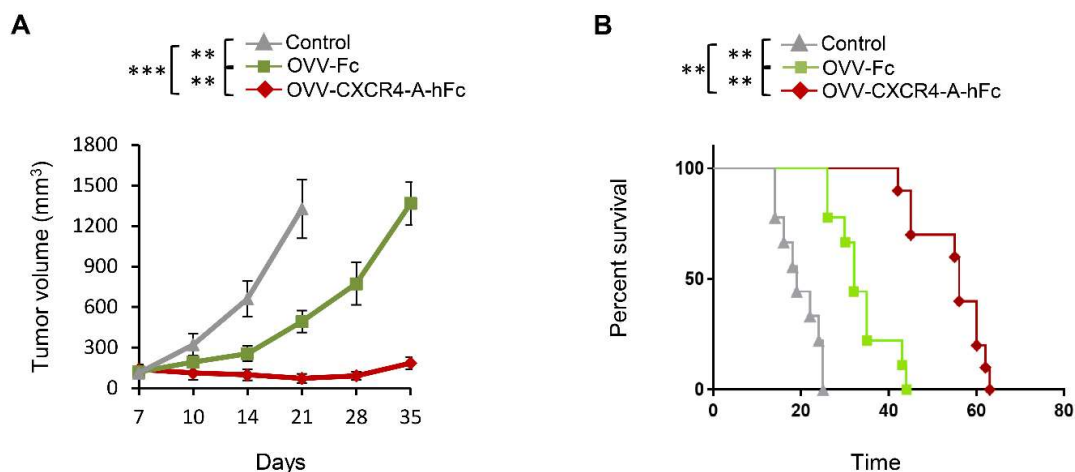 A
*** ** ** Control
OVV-Fc
OVV-CXCR4-A-hFc
Tumor volume (mm³)
1800
1500
1200
900
600
300
0
7 10 14 21 28 35
Days
B
** ** ** Control
OVV-Fc
OVV-CXCR4-A-hFc
Percent survival
100
50
0
0 20 40 60 80
Time